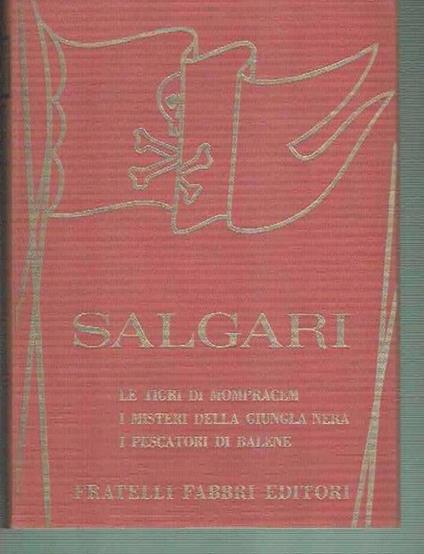 SALGARI
LE TIGRI DI MOMPRACEM
I MISTERI DELLA GIUNGLA NERA
I PESCATORI DI BALENE
FRATELLI FABBRI EDITORI